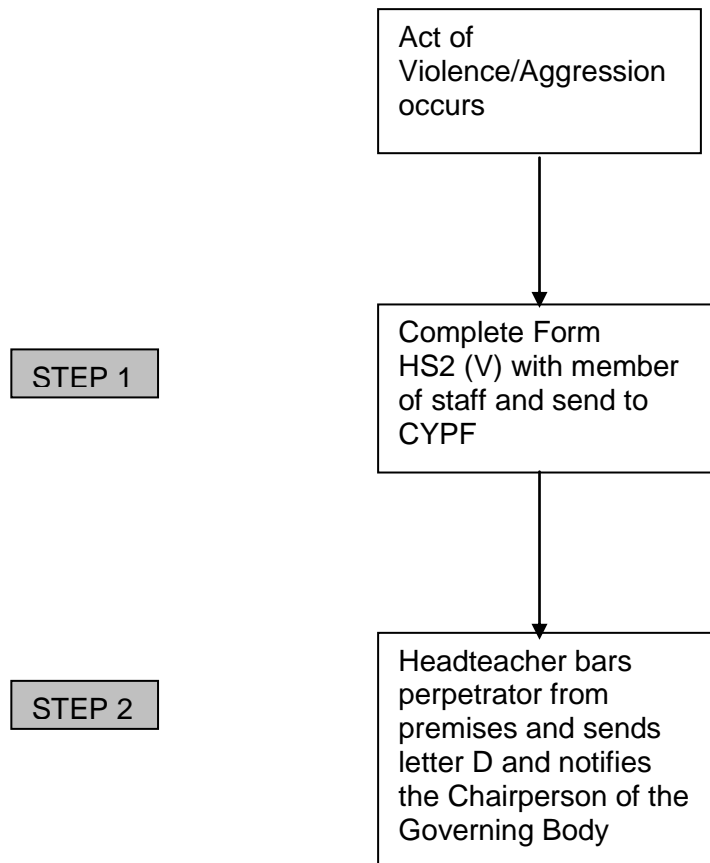 Act of
Violence/Aggression
occurs
STEP 1
Complete Form
HS2 (V) with member
of staff and send to
CYPF
STEP 2
Headteacher bars
perpetrator from
premises and sends
letter D and notifies
the Chairperson of the
Governing Body